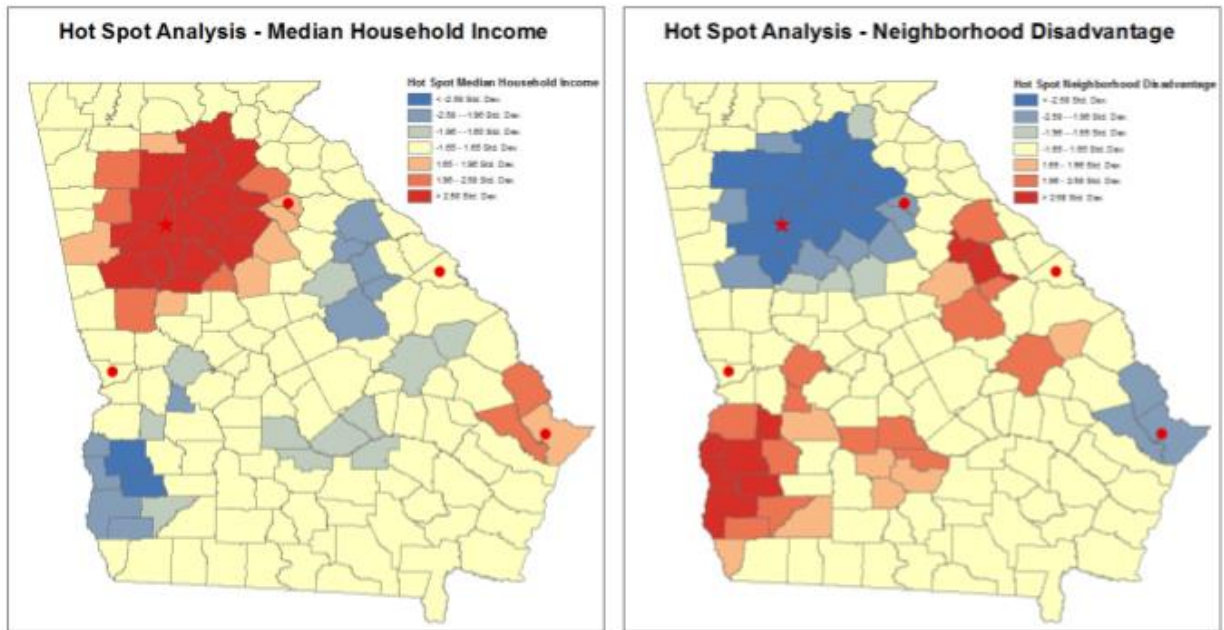 Hot Spot Analysis - Median Household Income
Hot Spot Median Household Income
< -2.58 Std. Dev.
-2.58 - -1.96 Std. Dev.
-1.96 - -1.65 Std. Dev.
-1.65 - 1.65 Std. Dev.
1.65 - 1.96 Std. Dev.
1.96 - 2.58 Std. Dev.
> 2.58 Std. Dev.
Hot Spot Analysis - Neighborhood Disadvantage
Hot Spot Neighborhood Disadvantage
< -2.58 Std. Dev.
-2.58 - -1.96 Std. Dev.
-1.96 - -1.65 Std. Dev.
-1.65 - 1.65 Std. Dev.
1.65 - 1.96 Std. Dev.
1.96 - 2.58 Std. Dev.
> 2.58 Std. Dev.